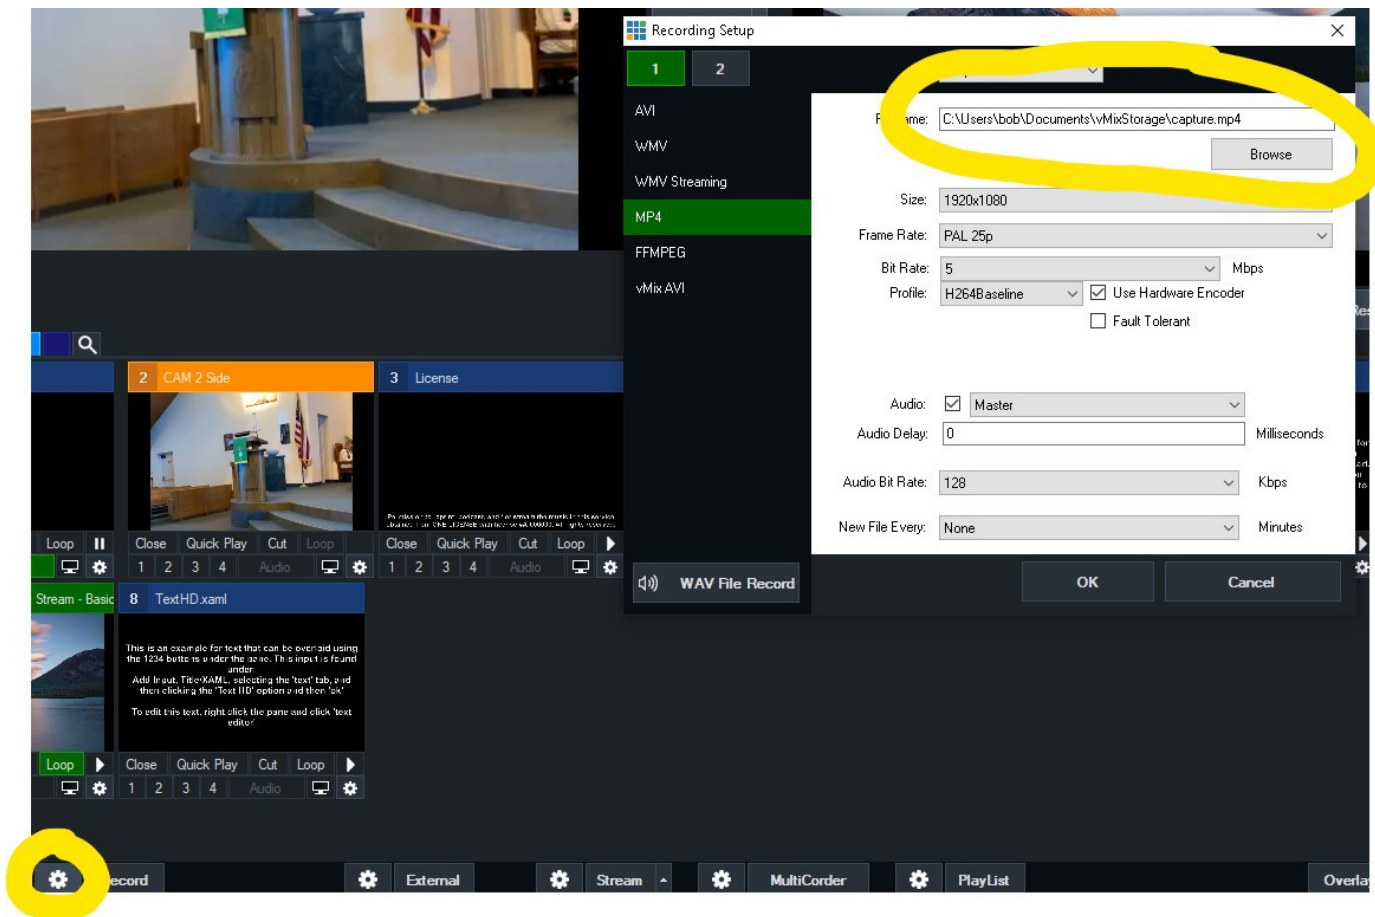 Recording Setup
1 2
AVI
WMV
WMV Streaming
MP4
FFMPEG
vMix AVI
WAV File Record
C:\Users\bob\Documents\vMixStorage\capture.mp4
Browse
Size: 1920x1080
Frame Rate: PAL 25p
Bit Rate: 5 Mbps
Profile: H264Baseline Use Hardware Encoder
Fault Tolerant
Audio: Master
Audio Delay: 0 Milliseconds
Audio Bit Rate: 128 Kbps
New File Every: None Minutes
OK Cancel
2 CAM 2 Side
3 License
Loop
Close Quick Play Cut Loop
Close Quick Play Cut Loop
1 2 3 4 Audio
1 2 3 4 Audio
Stream - Basic
8 TextHD.xaml
This is an example for text that can be overlaid using
the 1234 buttons under the pane. This input is found
under:
Add Input, Title/XAML, selecting the 'text' tab, and
then clicking the 'Text HD' option and then 'ok'
To edit this text, right click the pane and click 'text
editor'
Loop
Close Quick Play Cut Loop
1 2 3 4 Audio
ecord
External
Stream
MultiCorder
PlayList
Overla